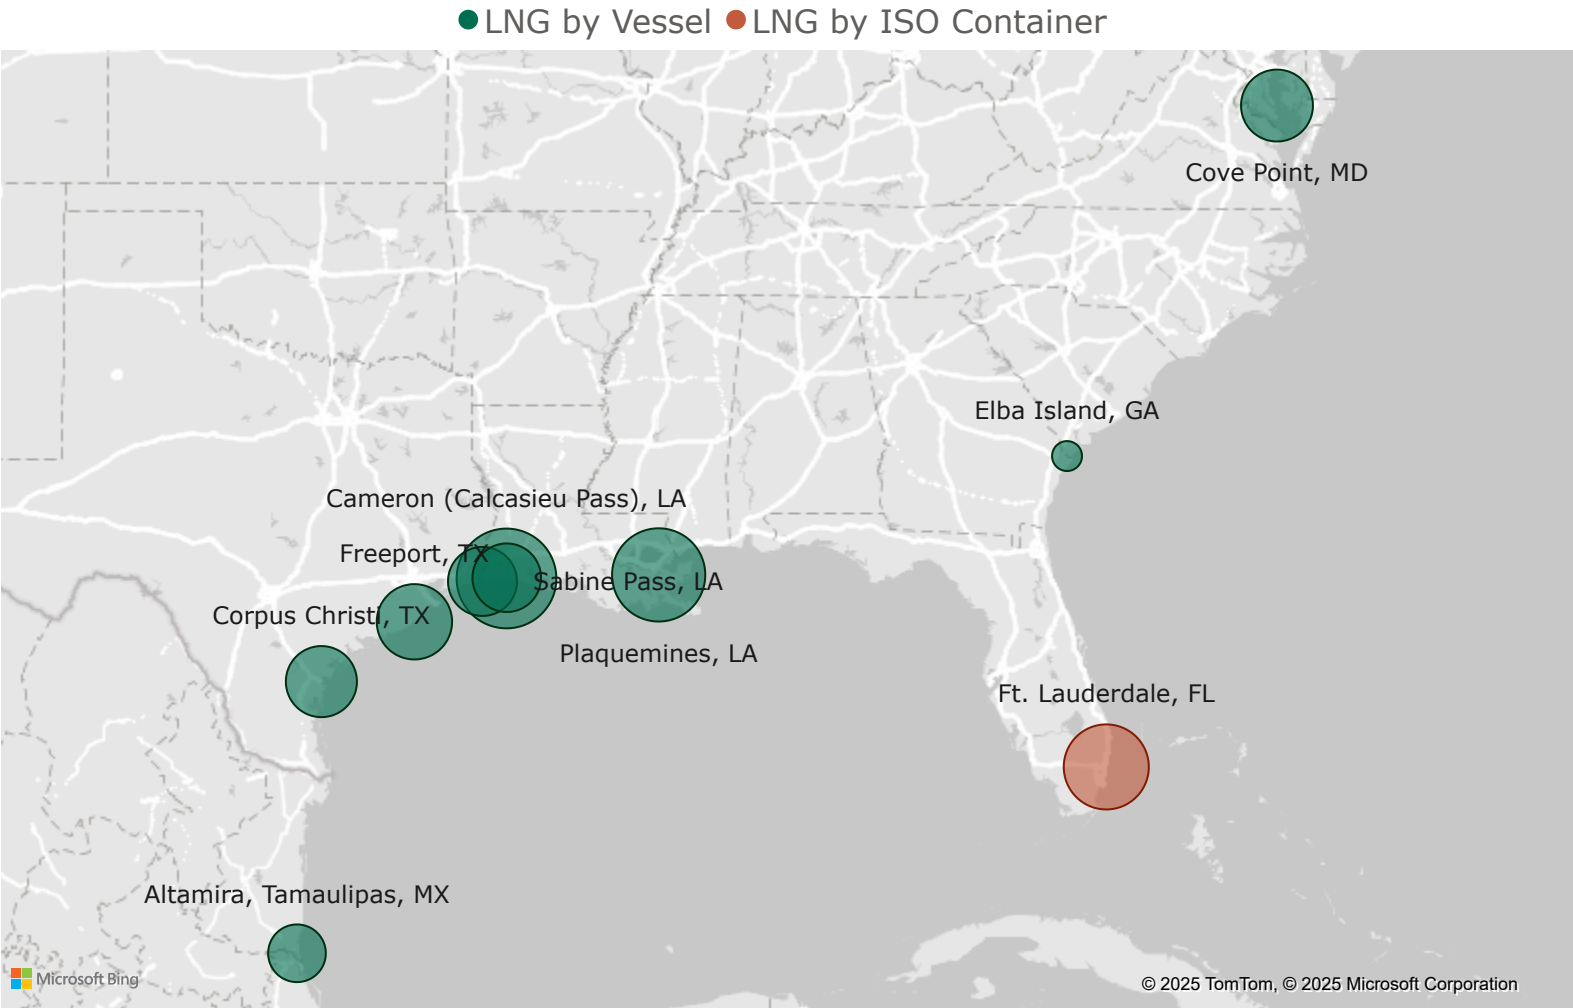 LNG by Vessel LNG by ISO Container
Cove Point, MD
Elba Island, GA
Cameron (Calcasieu Pass), LA
Freeport, TX
Sabine Pass, LA
Corpus Christi, TX
Plaquemines, LA
Ft. Lauderdale, FL
Altamira, Tamaulipas, MX
Microsoft Bing
© 2025 TomTom, © 2025 Microsoft Corporation